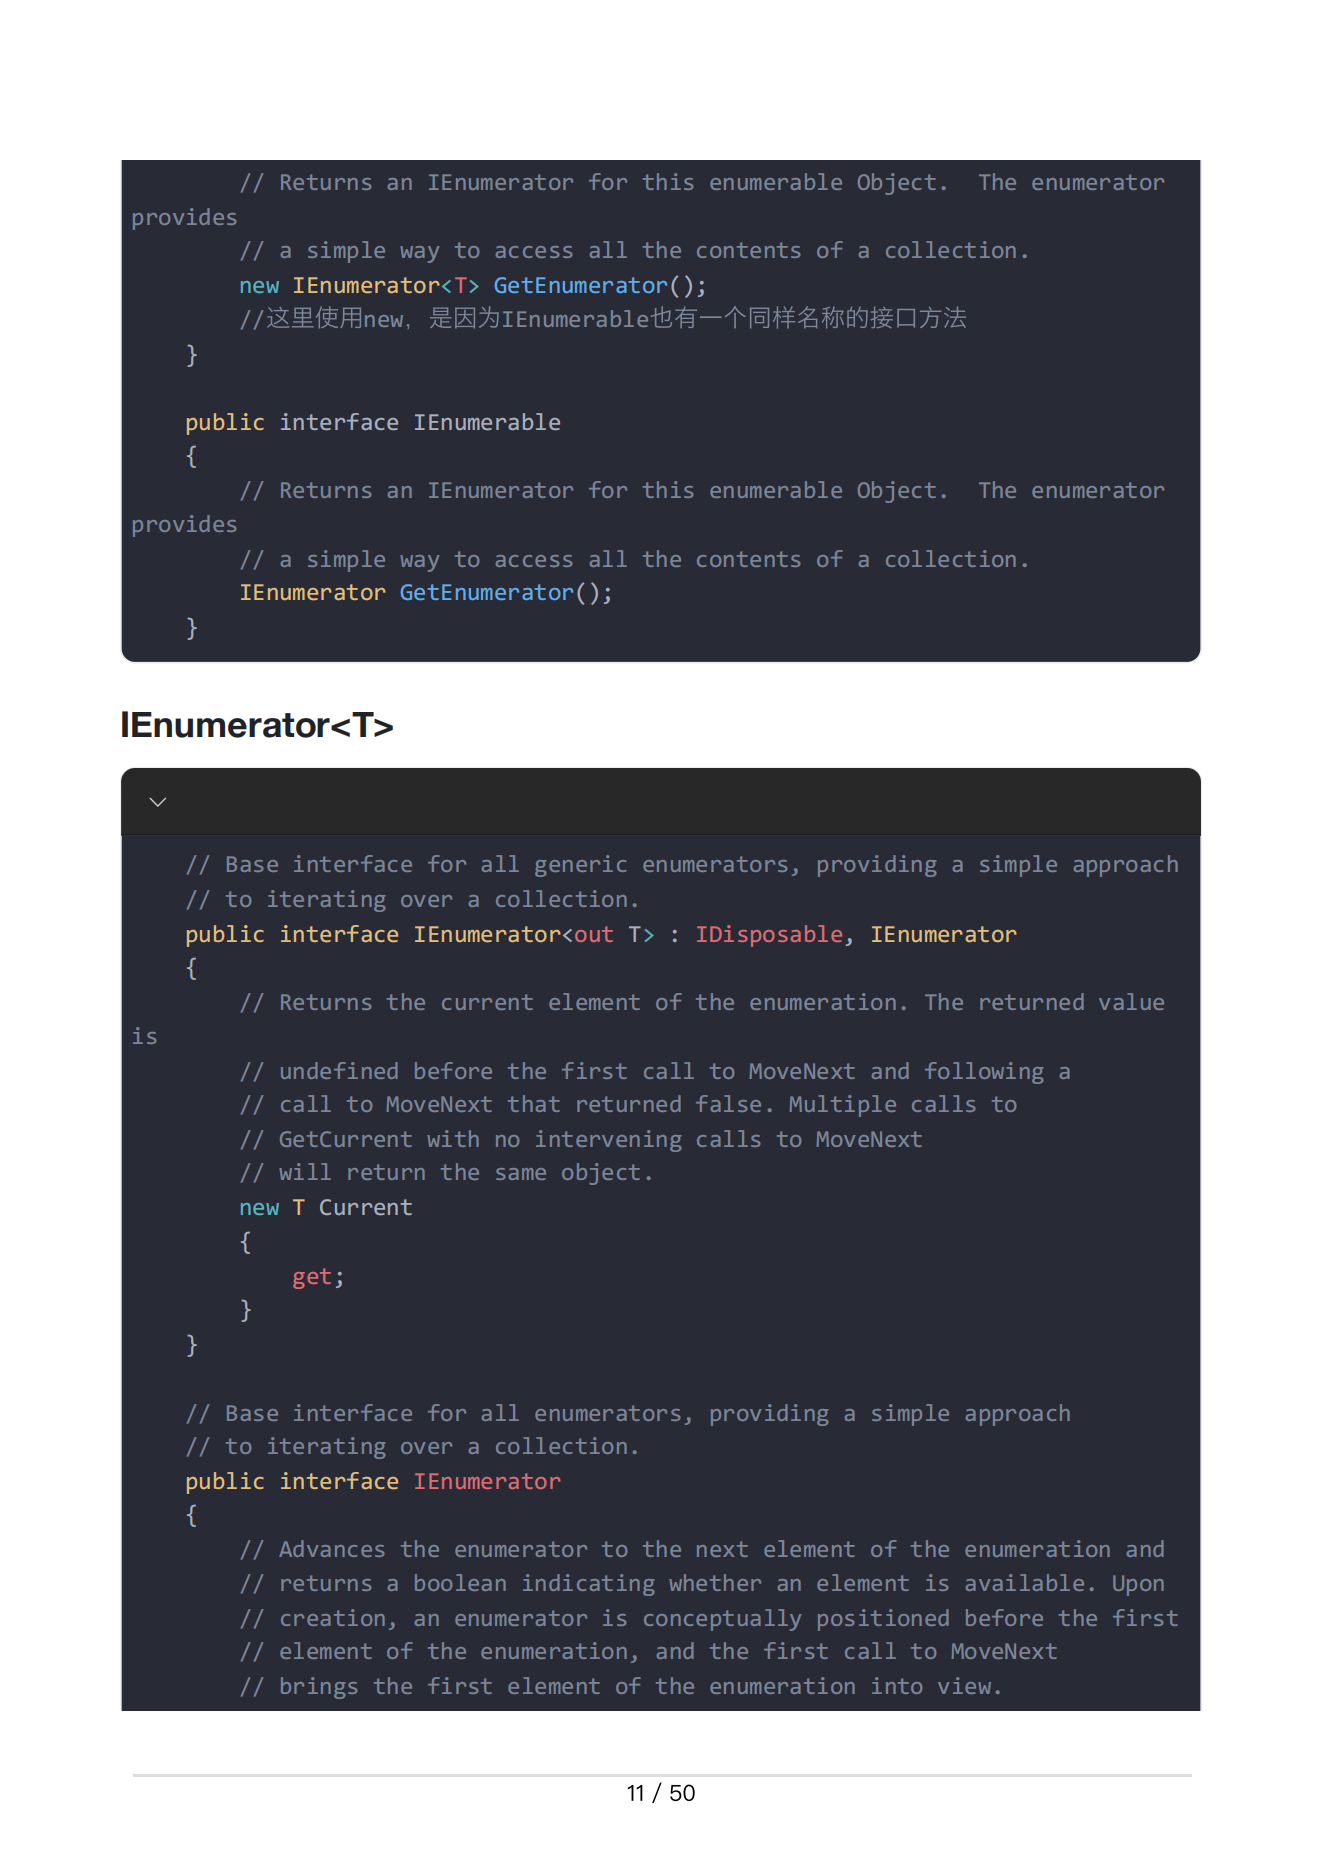 // Returns an IEnumerator for this enumerable Object.  The enumerator
provides
        // a simple way to access all the contents of a collection.
        new IEnumerator<T> GetEnumerator();
        //这里使用new，是因为IEnumerable也有一个同样名称的接口方法
    }

    public interface IEnumerable
    {
        // Returns an IEnumerator for this enumerable Object.  The enumerator
provides
        // a simple way to access all the contents of a collection.
        IEnumerator GetEnumerator();
    }

IEnumerator<T>

    // Base interface for all generic enumerators, providing a simple approach
    // to iterating over a collection.
    public interface IEnumerator<out T> : IDisposable, IEnumerator
    {
        // Returns the current element of the enumeration. The returned value
is
        // undefined before the first call to MoveNext and following a
        // call to MoveNext that returned false. Multiple calls to
        // GetCurrent with no intervening calls to MoveNext
        // will return the same object.
        new T Current
        {
            get;
        }
    }

    // Base interface for all enumerators, providing a simple approach
    // to iterating over a collection.
    public interface IEnumerator
    {
        // Advances the enumerator to the next element of the enumeration and
        // returns a boolean indicating whether an element is available. Upon
        // creation, an enumerator is conceptually positioned before the first
        // element of the enumeration, and the first call to MoveNext
        // brings the first element of the enumeration into view.

11 / 50